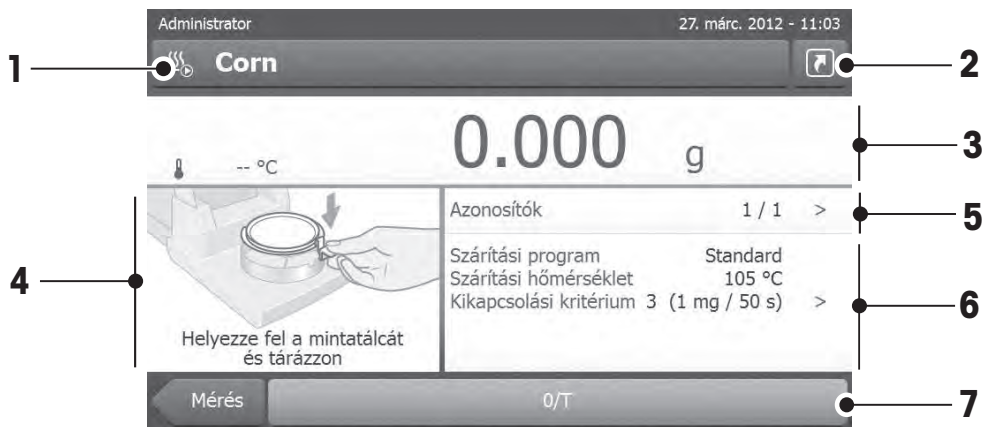 Administrator 27. márc. 2012 - 11:03
1 Corn 2
0.000 g 3
-- °C
4
Azonosítók 1 / 1 > 5
Szárítási program Standard
Szárítási hőmérséklet 105 °C
Kikapcsolási kritérium 3 (1 mg / 50 s) > 6
Helyezze fel a mintatálcát
és tárázzon
Mérés 0/T 7